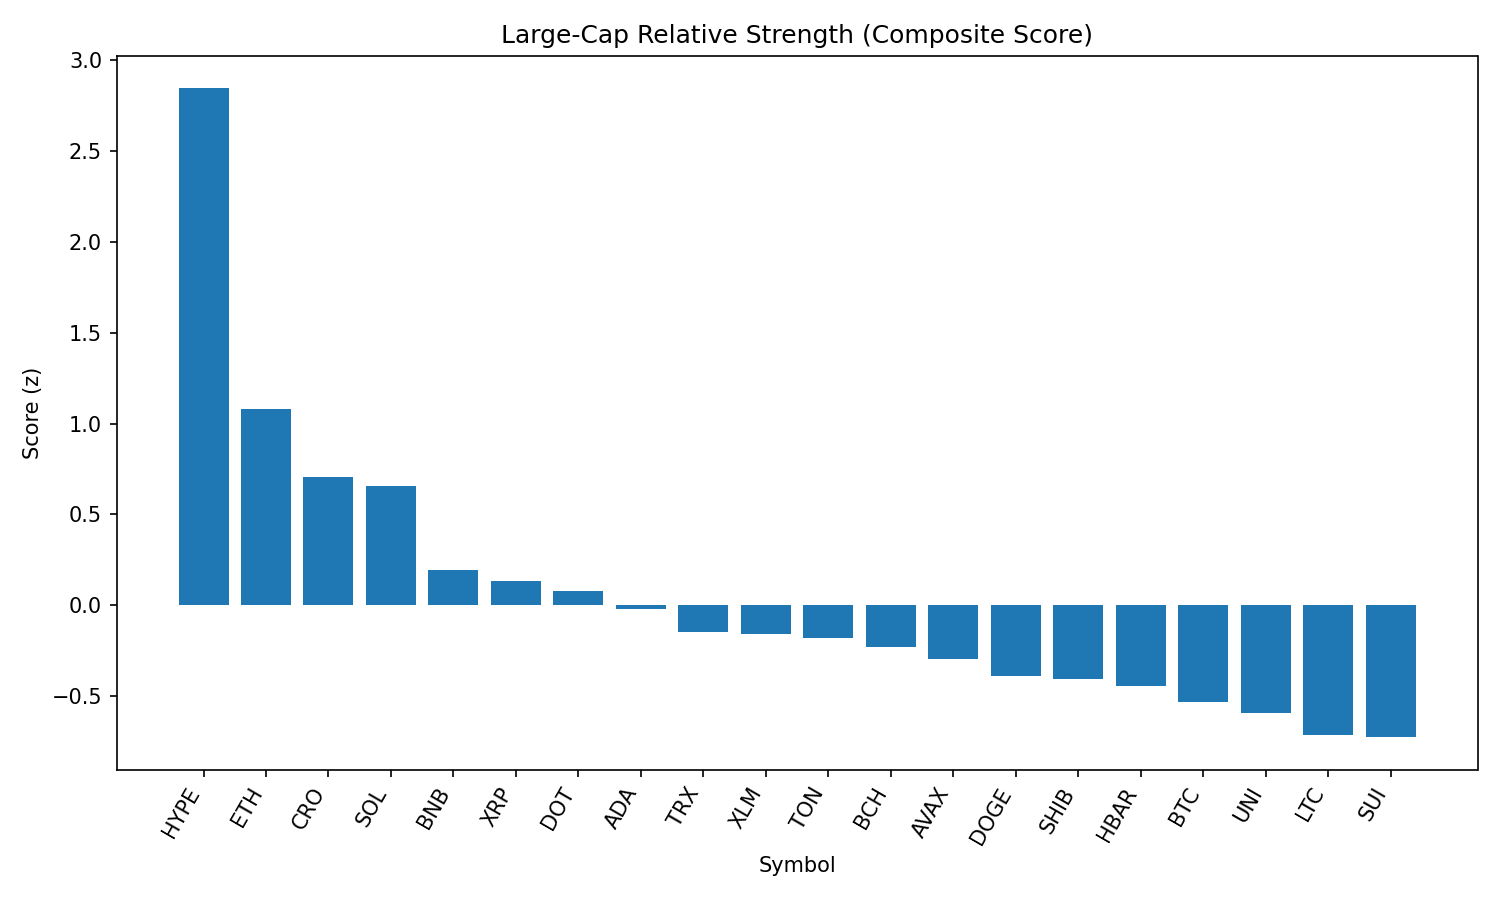 Large-Cap Relative Strength (Composite Score)
3.0
2.5
2.0
1.5
1.0
0.5
0.0
−0.5
Score (z)
HYPE
ETH
CRO
SOL
BNB
XRP
DOT
ADA
TRX
XLM
TON
BCH
AVAX
DOGE
SHIB
HBAR
BTC
UNI
LTC
SUI
Symbol